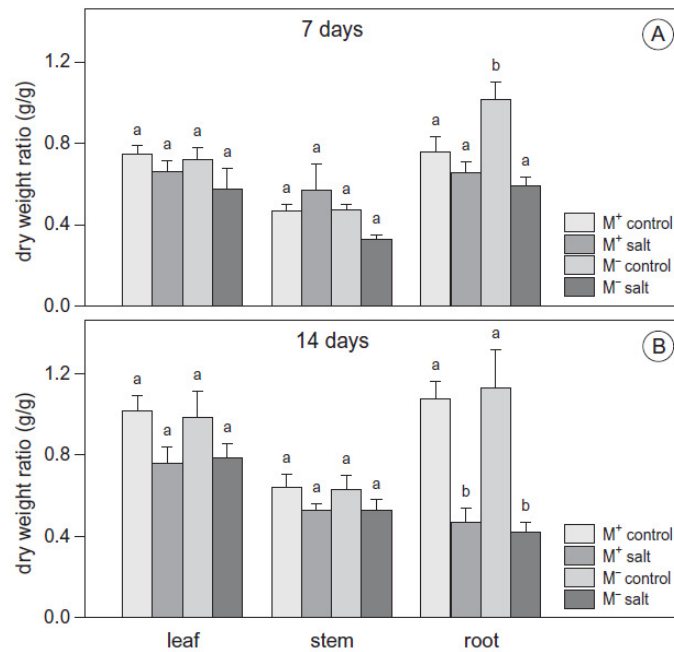 7 days
A
dry weight ratio (g/g)
1.2
0.8
0.4
0.0
a a a a
a a a a
a a b a
M⁺ control
M⁺ salt
M⁻ control
M⁻ salt
14 days
B
dry weight ratio (g/g)
1.2
0.8
0.4
0.0
a a a a
a a a a
a b a b
M⁺ control
M⁺ salt
M⁻ control
M⁻ salt
leaf stem root